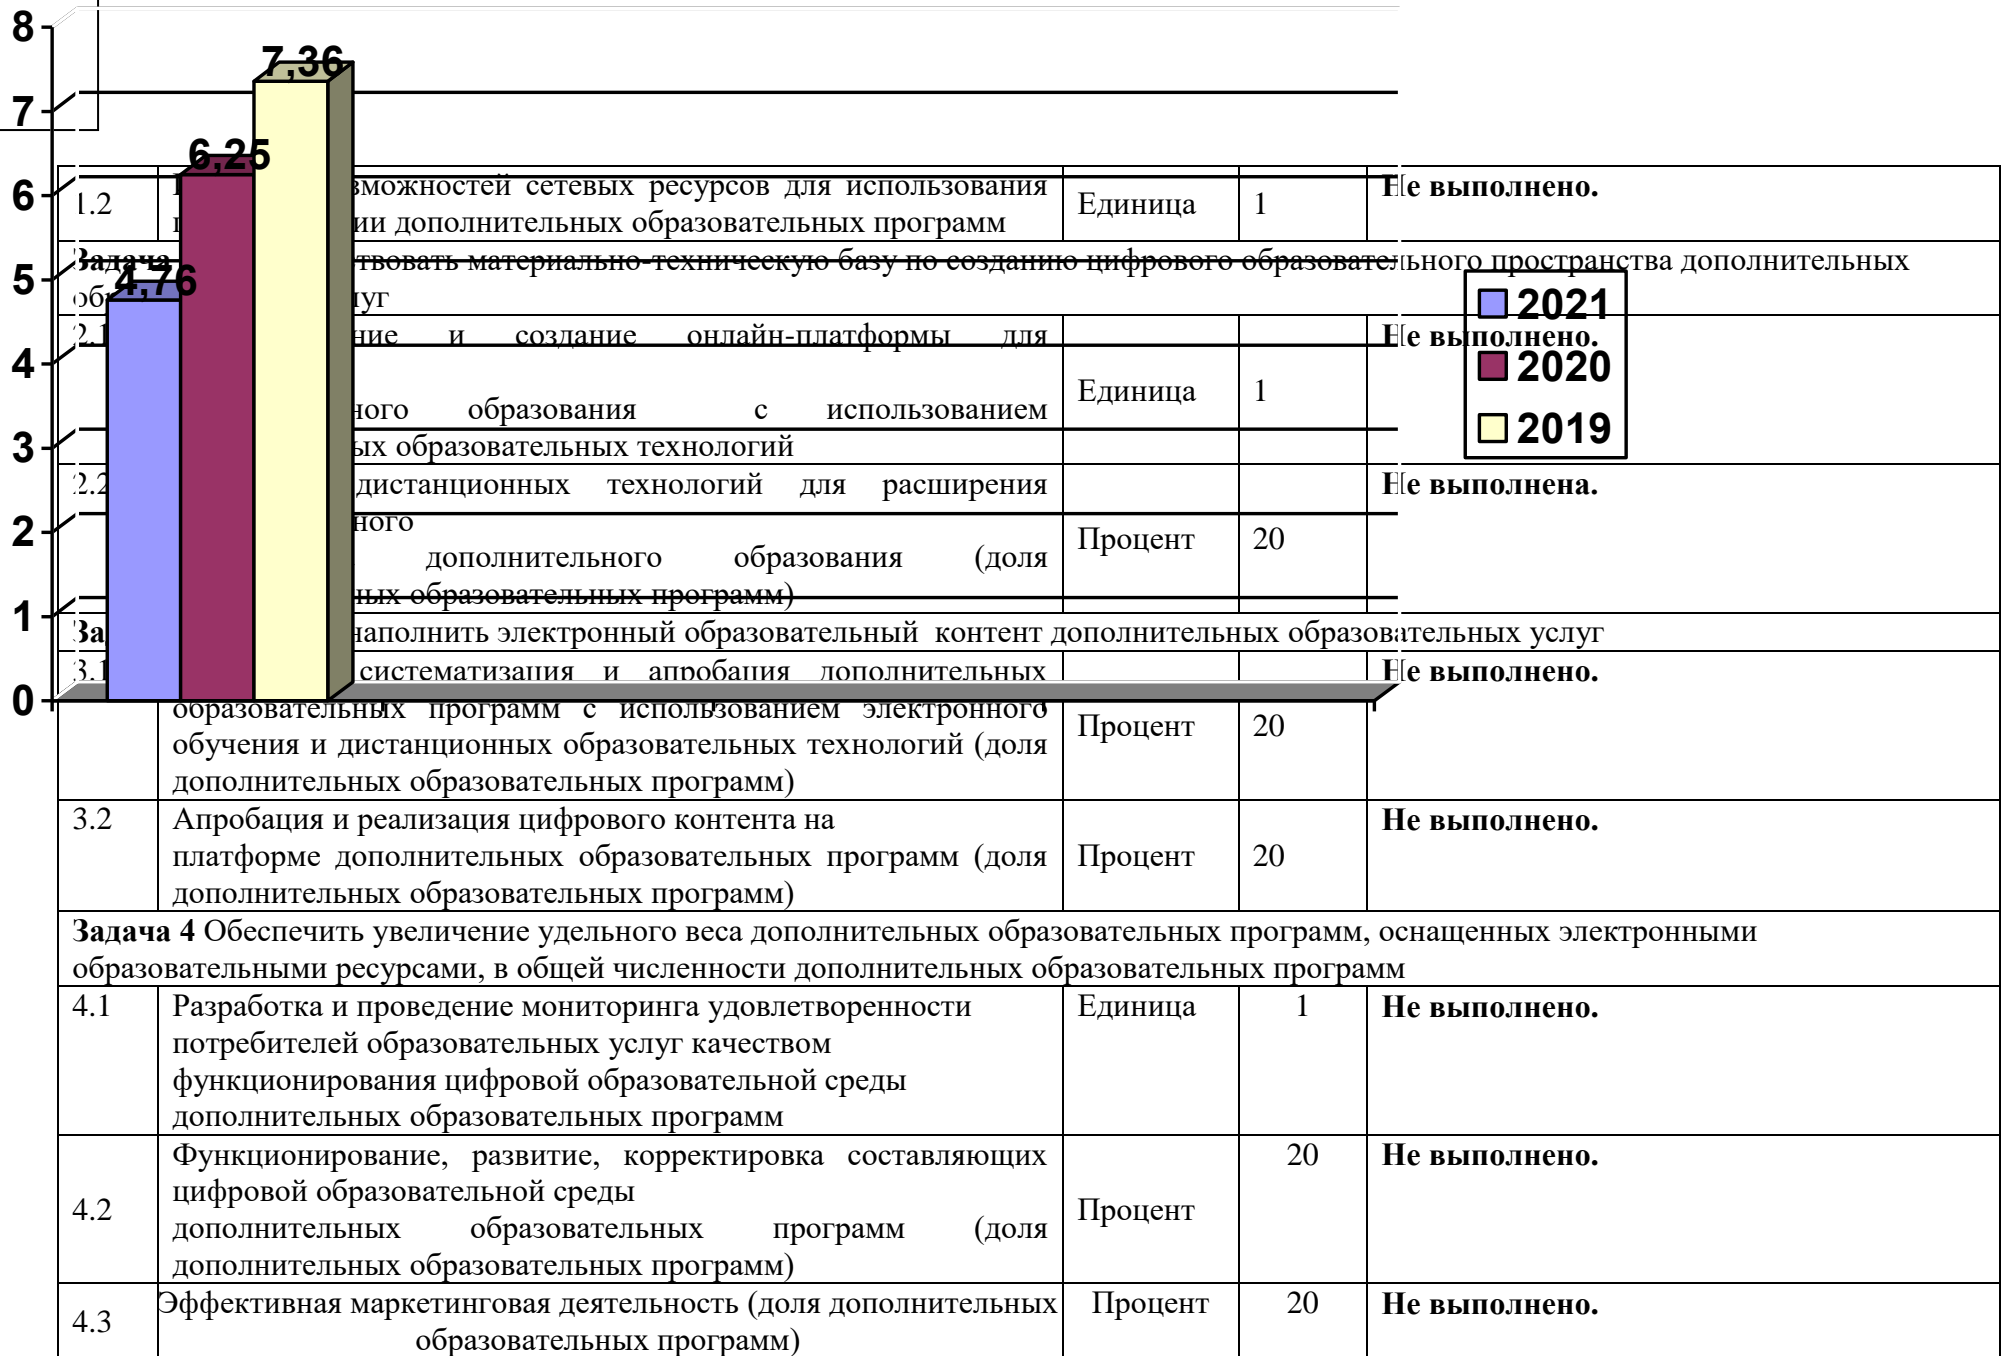 8
7,36
7
6,25
6
1.2
зможностей сетевых ресурсов для использования
ии дополнительных образовательных программ
Единица
1
Не выполнено.
5
Задача
твовать материально-техническую базу по созданию цифрового образовательного пространства дополнительных
об
уг
4,76
2021
2020
2019
4
2.1
ние и создание онлайн-платформы для
ного образования с использованием
ых образовательных технологий
Единица
1
Не выполнено.
3
2.2
дистанционных технологий для расширения
ного
дополнительного образования (доля
ных образовательных программ)
Процент
20
Не выполнена.
2
1
За
наполнить электронный образовательный контент дополнительных образовательных услуг
3.1
систематизация и апробация дополнительных
образовательных программ с использованием электронного
обучения и дистанционных образовательных технологий (доля
дополнительных образовательных программ)
Процент
20
Не выполнено.
0
3.2
Апробация и реализация цифрового контента на
платформе дополнительных образовательных программ (доля
дополнительных образовательных программ)
Процент
20
Не выполнено.
Задача 4 Обеспечить увеличение удельного веса дополнительных образовательных программ, оснащенных электронными
образовательными ресурсами, в общей численности дополнительных образовательных программ
4.1
Разработка и проведение мониторинга удовлетворенности
потребителей образовательных услуг качеством
функционирования цифровой образовательной среды
дополнительных образовательных программ
Единица
1
Не выполнено.
4.2
Функционирование, развитие, корректировка составляющих
цифровой образовательной среды
дополнительных образовательных программ (доля
дополнительных образовательных программ)
Процент
20
Не выполнено.
4.3
Эффективная маркетинговая деятельность (доля дополнительных
образовательных программ)
Процент
20
Не выполнено.